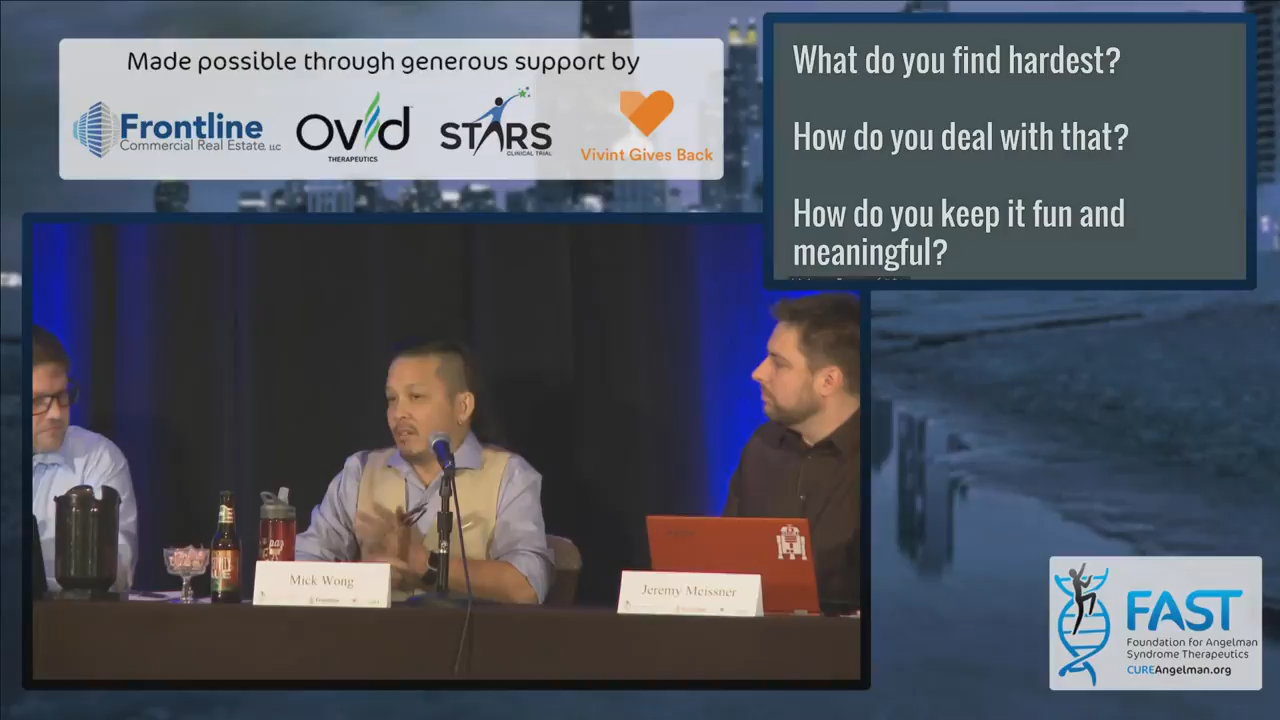 Made possible through generous support by
Frontline
Commercial Real Estate, LLC
OVID
THERAPEUTICS
STARS
CLINICAL TRIAL
Vivint Gives Back
What do you find hardest?
How do you deal with that?
How do you keep it fun and
meaningful?
Mick Wong
Jeremy Meissner
FAST
Foundation for Angelman
Syndrome Therapeutics
CUREAngelman.org